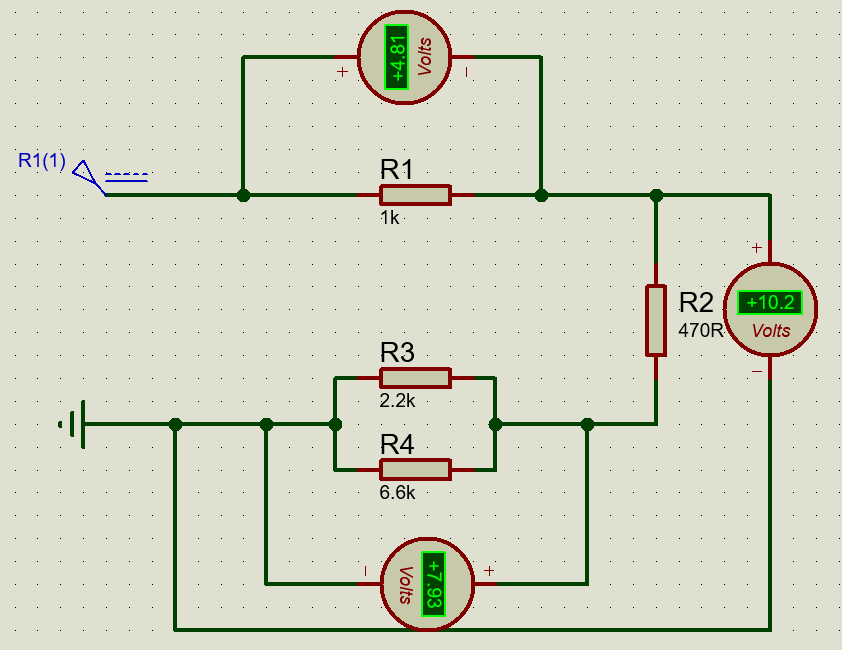 +4.81
Volts
+
−
R1(1)
R1
1k
+
+10.2
Volts
−
R2
470R
R3
2.2k
R4
6.6k
−
+
Volts
+7.93